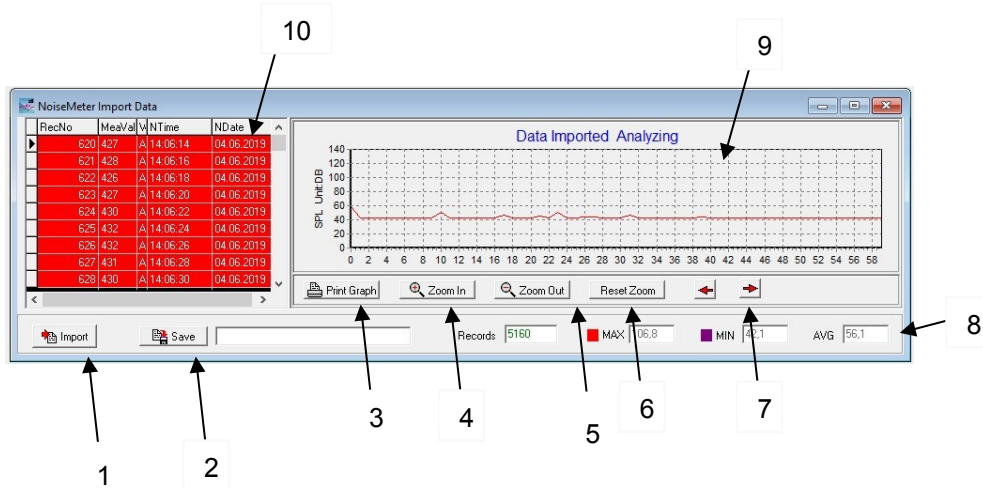 10
9
NoiseMeter Import Data
RecNo MeaVal V NTime NDate
620 427 A 14:06:14 04.06.2019
621 428 A 14:06:16 04.06.2019
622 426 A 14:06:18 04.06.2019
623 427 A 14:06:20 04.06.2019
624 430 A 14:06:22 04.06.2019
625 432 A 14:06:24 04.06.2019
626 432 A 14:06:26 04.06.2019
627 431 A 14:06:28 04.06.2019
628 430 A 14:06:30 04.06.2019
Data Imported Analyzing
SPL Unit:DB
140
120
100
80
60
40
20
0
0 2 4 6 8 10 12 14 16 18 20 22 24 26 28 30 32 34 36 38 40 42 44 46 48 50 52 54 56 58
Print Graph Zoom In Zoom Out Reset Zoom
Import Save Records 5160 MAX 106,8 MIN 42,1 AVG 56,1
8
3 4 5 6 7
1 2